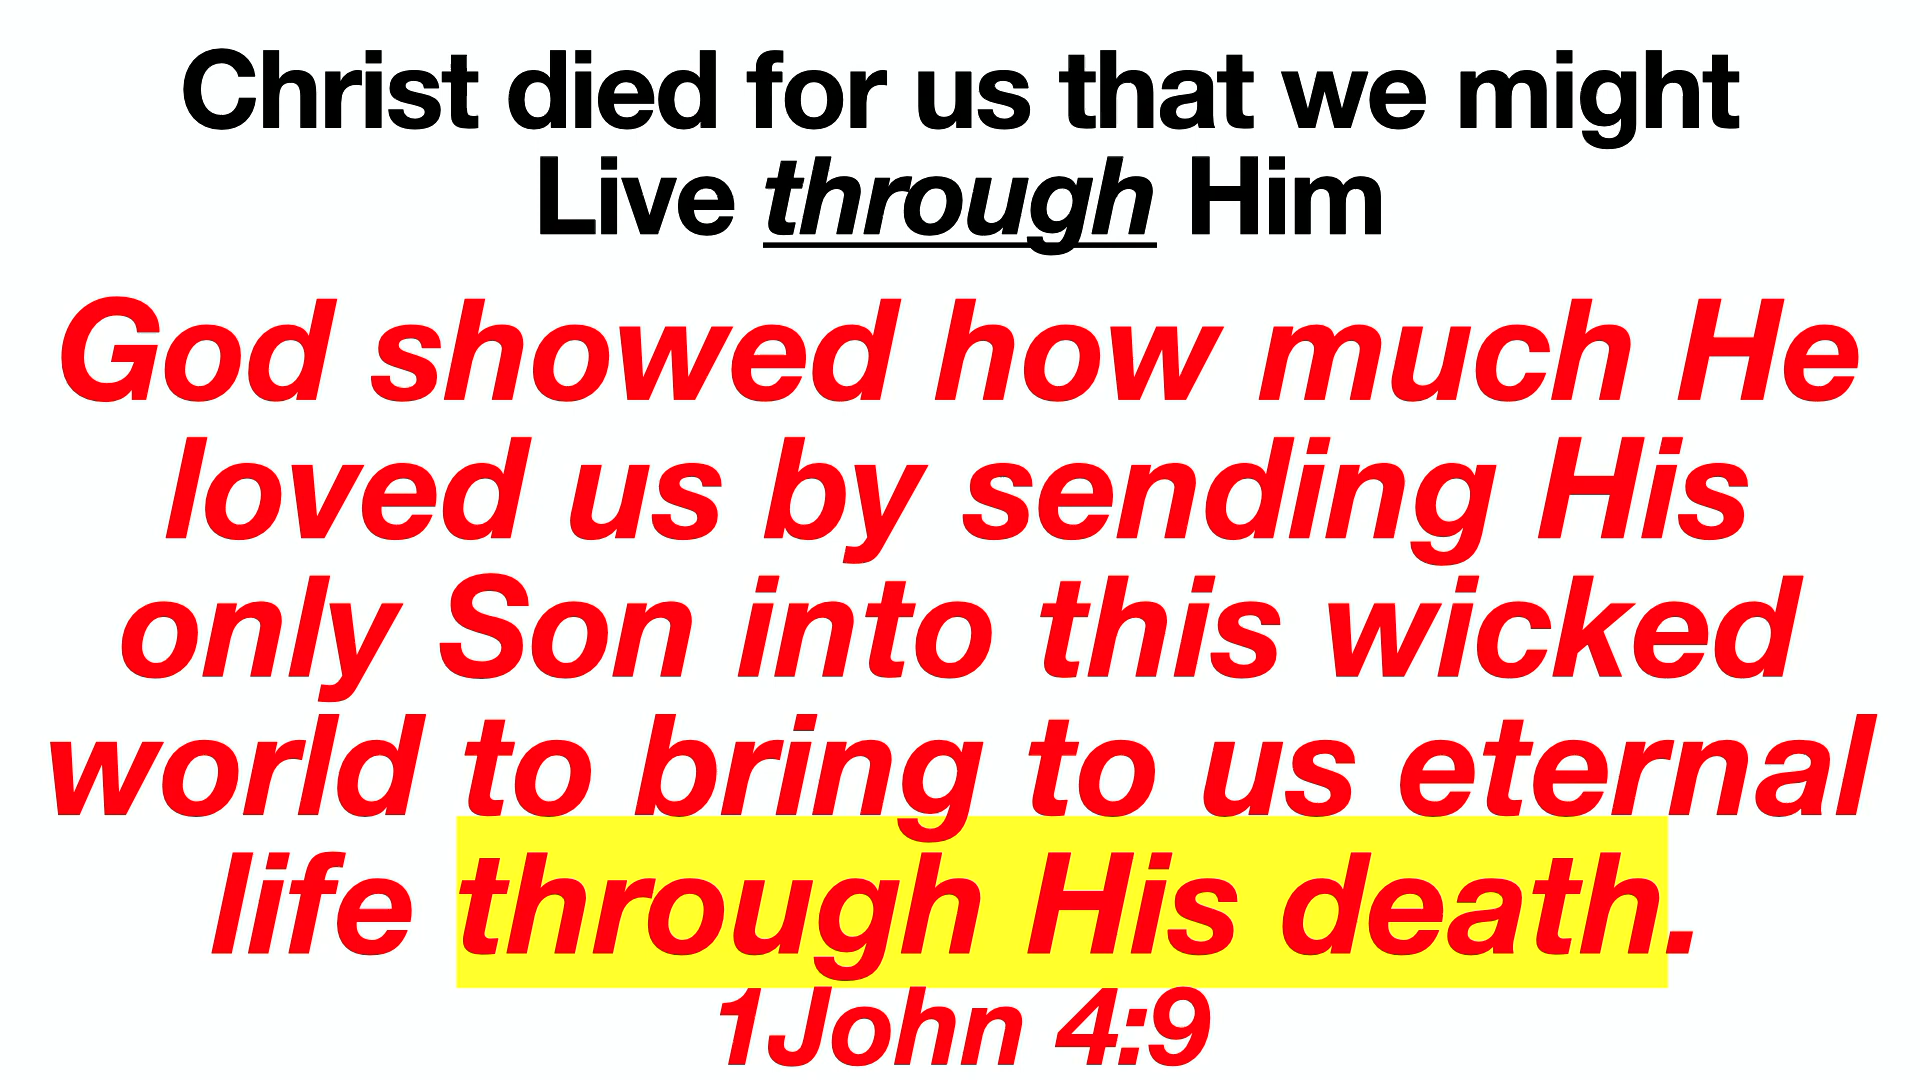 Christ died for us that we might
Live through Him
God showed how much He
loved us by sending His
only Son into this wicked
world to bring to us eternal
life through His death.
1John 4:9